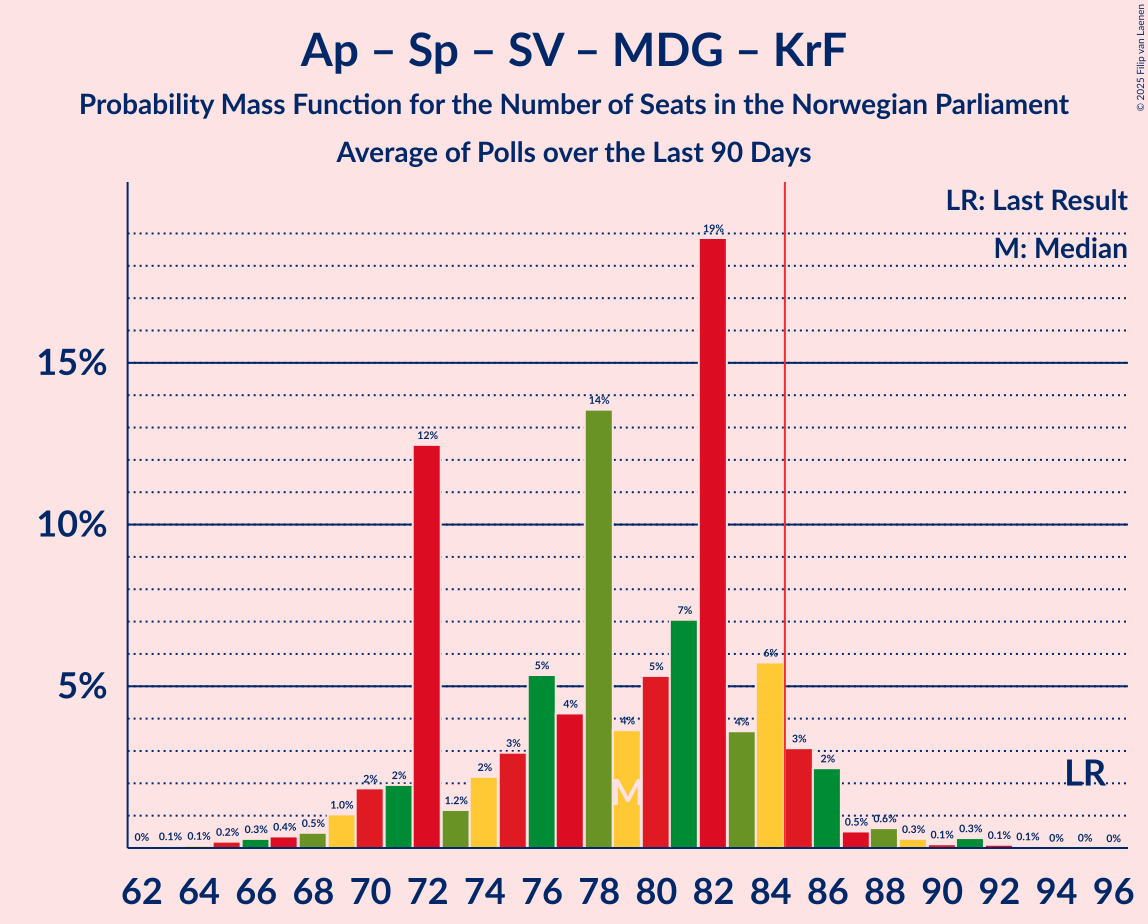 Ap – Sp – SV – MDG – KrF
Probability Mass Function for the Number of Seats in the Norwegian Parliament
Average of Polls over the Last 90 Days
© 2025 Filip van Laenen
LR: Last Result
M: Median
15%
10%
5%
0% 0.1% 0.1% 0.2% 0.3% 0.4% 0.5% 1.0% 2% 2% 12% 1.2% 2% 3% 5% 4% 14% 4% 5% 7% 19% 4% 6% 3% 2% 0.5% 0.6% 0.3% 0.1% 0.3% 0.1% 0.1% 0% 0% 0%
M
LR
62 64 66 68 70 72 74 76 78 80 82 84 86 88 90 92 94 96